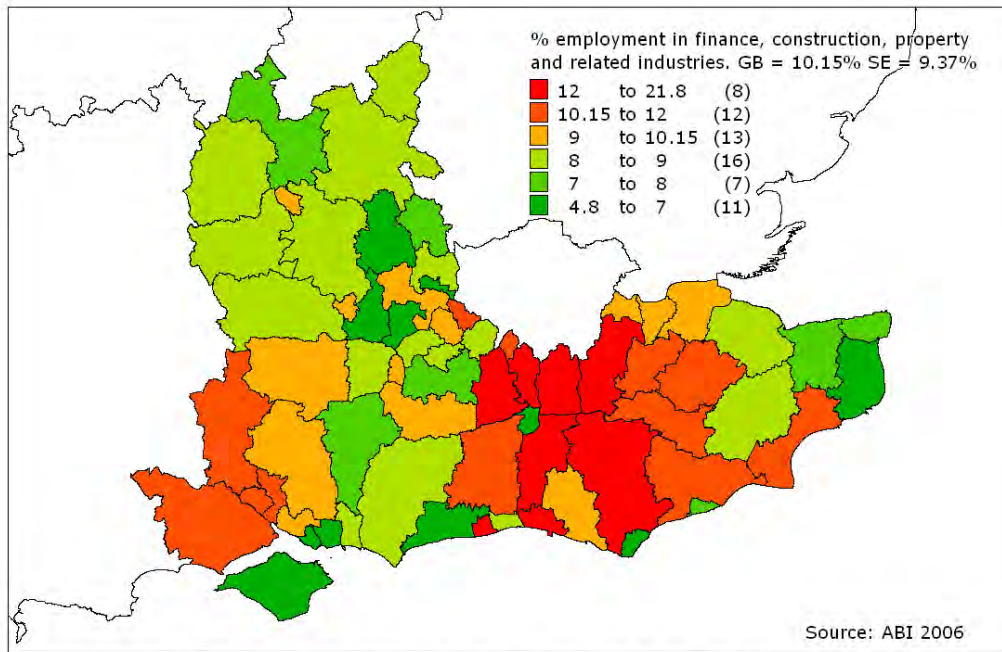 % employment in finance, construction, property
and related industries. GB = 10.15% SE = 9.37%
12 to 21.8 (8)
10.15 to 12 (12)
9 to 10.15 (13)
8 to 9 (16)
7 to 8 (7)
4.8 to 7 (11)
Source: ABI 2006